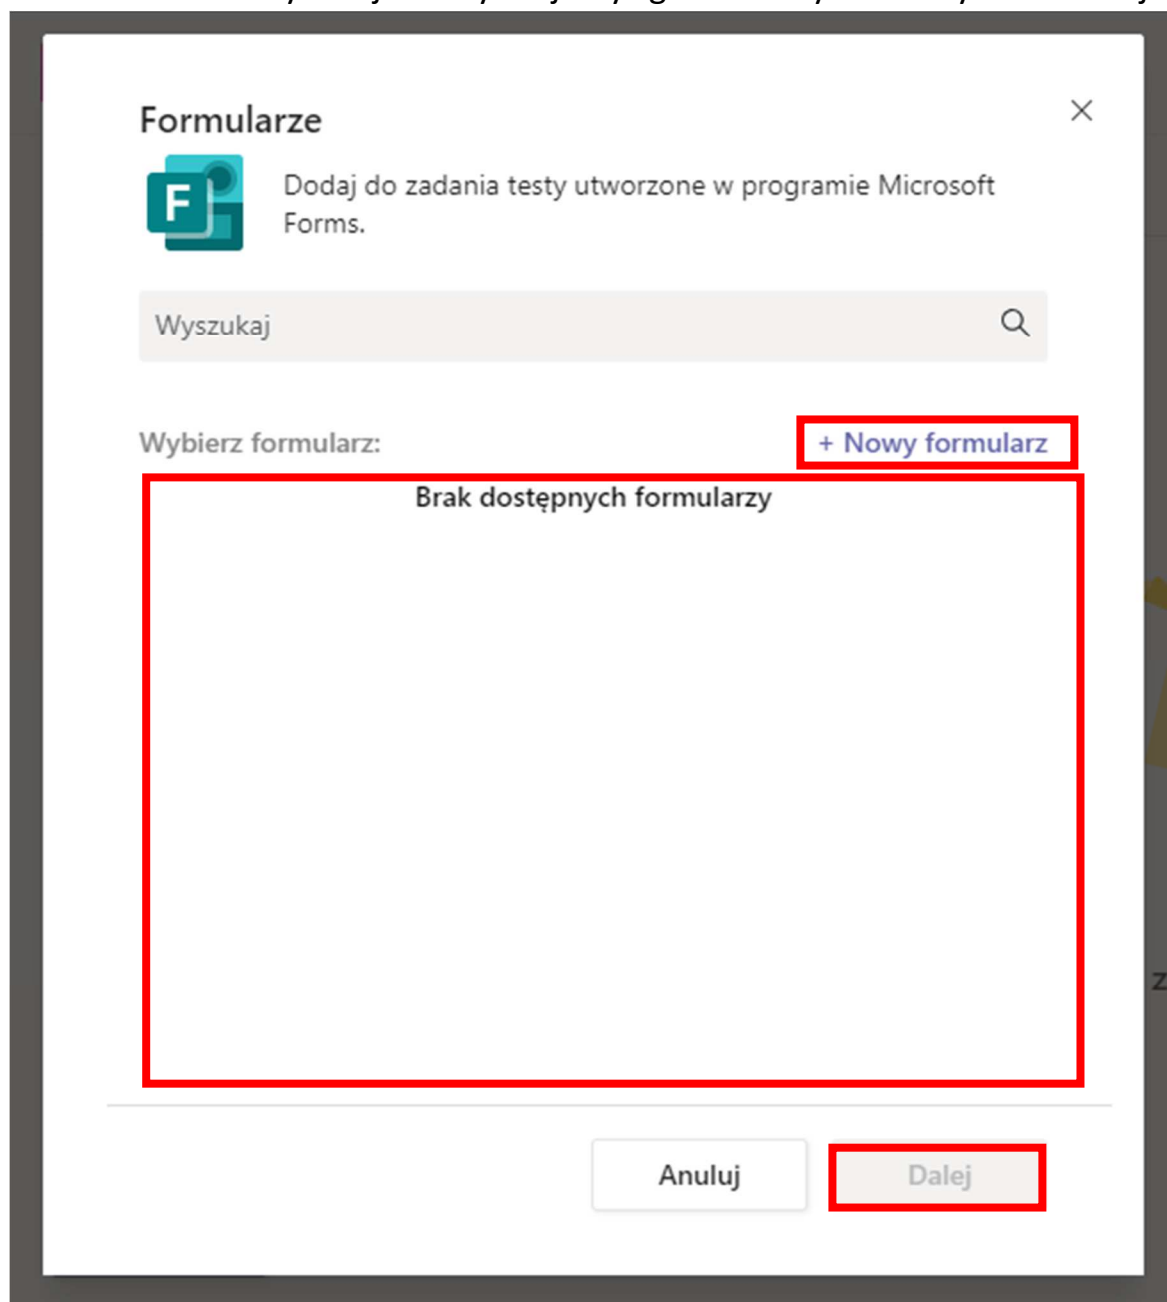 Formularze
F
Dodaj do zadania testy utworzone w programie Microsoft
Forms.
Wyszukaj
Wybierz formularz:
+ Nowy formularz
Brak dostępnych formularzy
Anuluj
Dalej